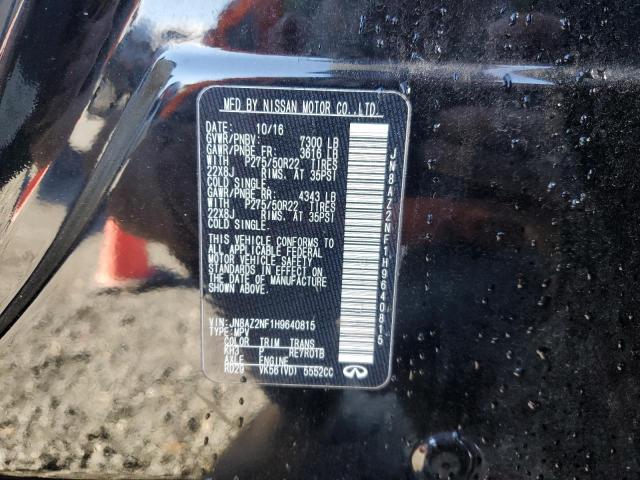 MFD BY NISSAN MOTOR CO.,LTD.
DATE: 10/16
GVWR/PNBV: 7300 LB
GAWR/PNBE FR: 3616 LB
WITH P275/50R22 TIRES
22X8J RIMS, AT 35PSI
COLD SINGLE.
GAWR/PNBE RR: 4343 LB
WITH P275/50R22 TIRES
22X8J RIMS, AT 35PSI
COLD SINGLE.
THIS VEHICLE CONFORMS TO
ALL APPLICABLE FEDERAL
MOTOR VEHICLE SAFETY
STANDARDS IN EFFECT ON
THE DATE OF MANUFACTURE
SHOWN ABOVE.
VIN: JN8AZ2NF1H9640815
TYPE: MPV
COLOR TRIM TRANS
KH3 P RE7R01B
AXLE ENGINE
RD29 VK56(VD) 5552CC
JN8AZ2NF1H9640815